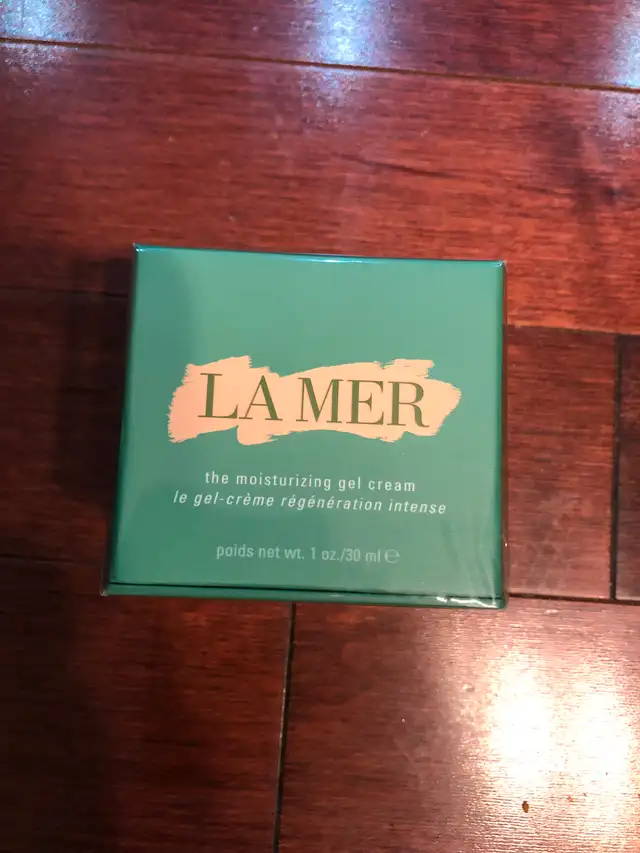 LA MER
the moisturizing gel cream
le gel-crème régénération intense
poids net wt. 1 oz./30 ml ℮